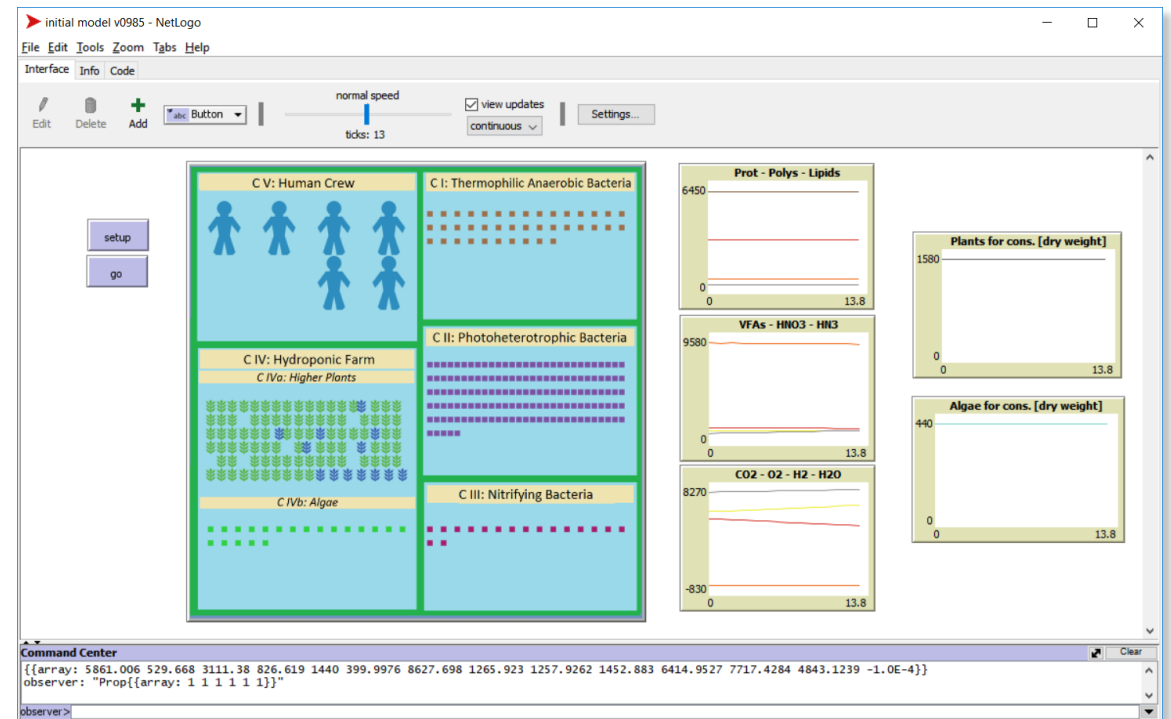 initial model v0985 - NetLogo
File Edit Tools Zoom Tabs Help
Interface Info Code
Edit Delete Add abc Button normal speed ticks: 13 view updates continuous Settings...
setup
go
C V: Human Crew
C I: Thermophilic Anaerobic Bacteria
C II: Photoheterotrophic Bacteria
C IV: Hydroponic Farm
C IVa: Higher Plants
C IVb: Algae
C III: Nitrifying Bacteria
Prot - Polys - Lipids
6450
0
0 13.8
VFAs - HNO3 - HN3
9580
0
0 13.8
CO2 - O2 - H2 - H2O
8270
-830
0 13.8
Plants for cons. [dry weight]
1580
0
0 13.8
Algae for cons. [dry weight]
440
0
0 13.8
Command Center Clear
{{array: 5861.006 529.668 3111.38 826.619 1440 399.9976 8627.698 1265.923 1257.9262 1452.883 6414.9527 7717.4284 4843.1239 -1.0E-4}}
observer: "Prop{{array: 1 1 1 1 1 1}}"
observer>